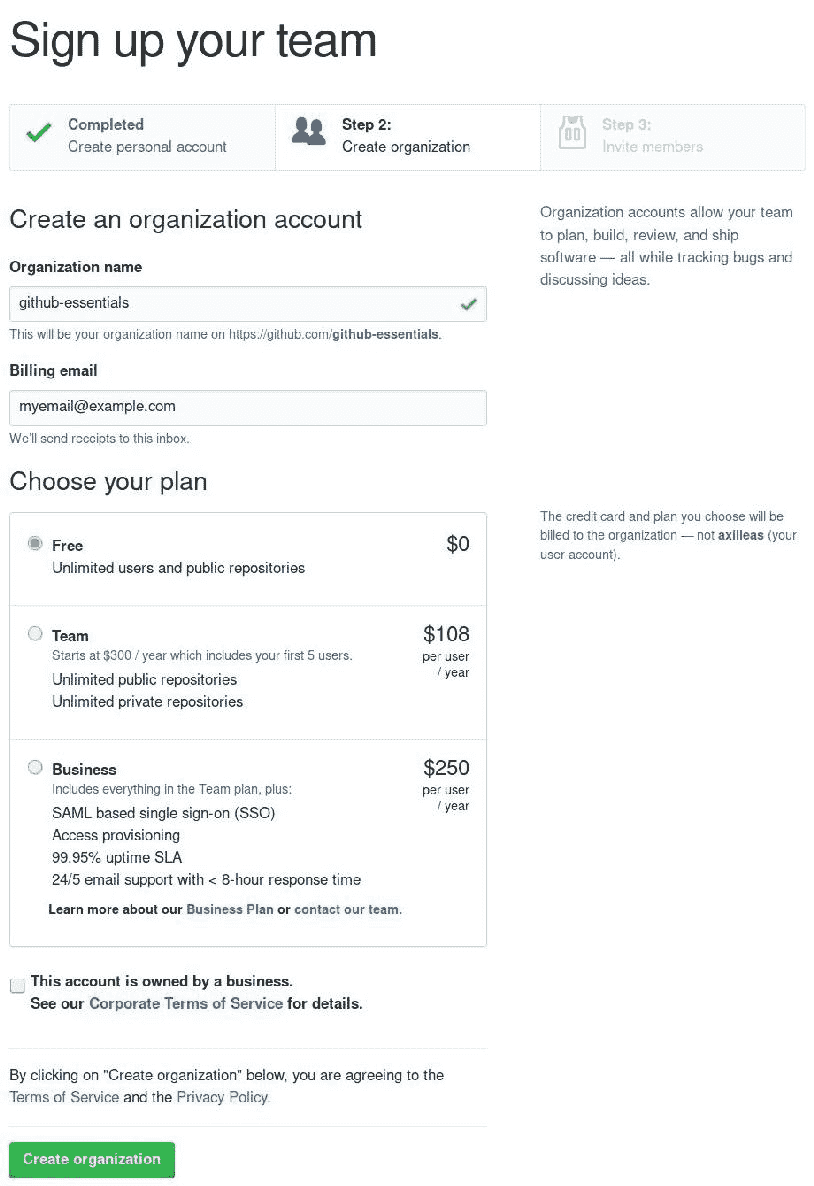 Sign up your team
Completed
Create personal account
Step 2:
Create organization
Step 3:
Invite members
Create an organization account
Organization name
github-essentials
This will be your organization name on https://github.com/github-essentials.
Billing email
myemail@example.com
We'll send receipts to this inbox.
Organization accounts allow your team
to plan, build, review, and ship
software — all while tracking bugs and
discussing ideas.
Choose your plan
Free
$0
Unlimited users and public repositories
Team
$108
Starts at $300 / year which includes your first 5 users.
per user
/ year
Unlimited public repositories
Unlimited private repositories
Business
$250
Includes everything in the Team plan, plus:
per user
/ year
SAML based single sign-on (SSO)
Access provisioning
99.95% uptime SLA
24/5 email support with < 8-hour response time
Learn more about our Business Plan or contact our team.
The credit card and plan you choose will be
billed to the organization — not axilleas (your
user account).
This account is owned by a business.
See our Corporate Terms of Service for details.
By clicking on "Create organization" below, you are agreeing to the
Terms of Service and the Privacy Policy.
Create organization